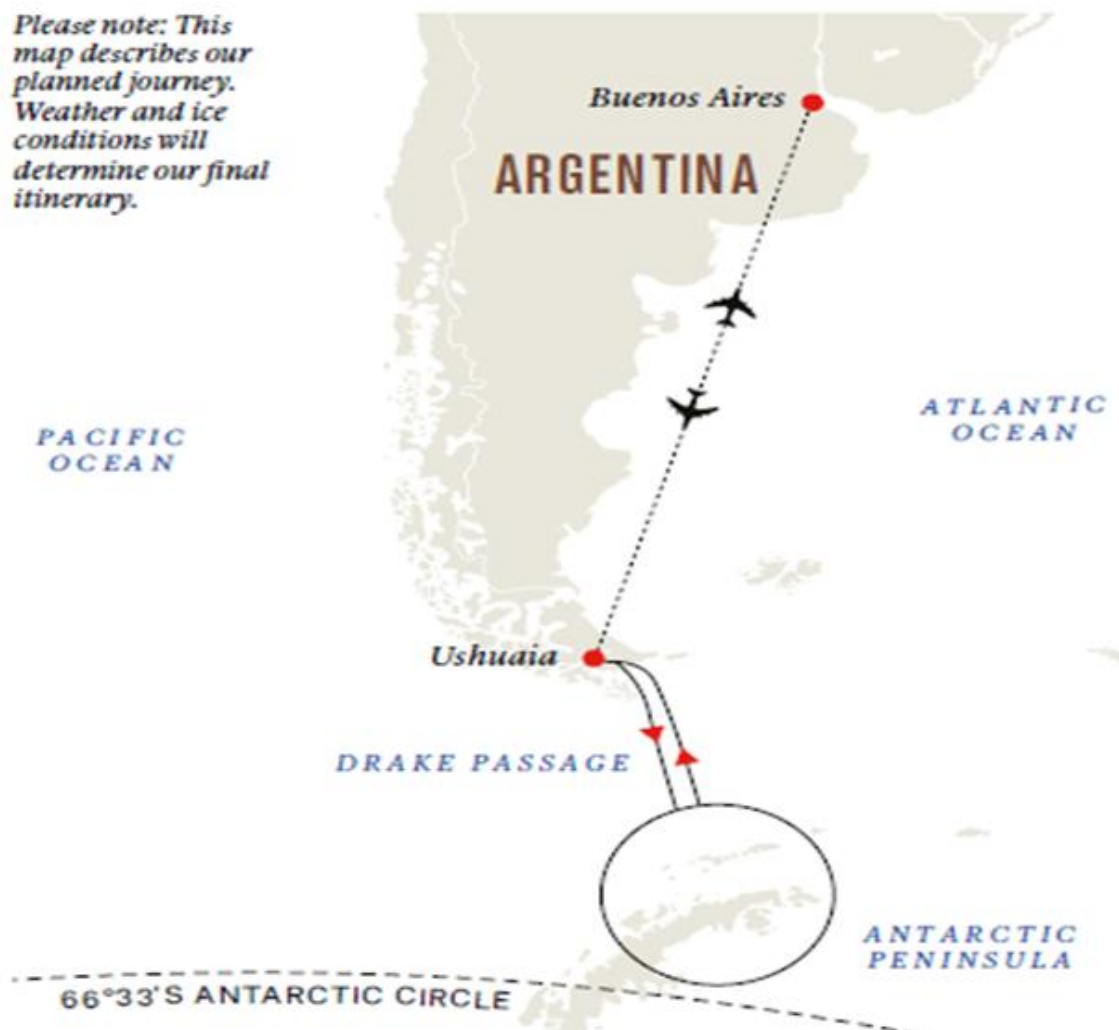 Please note: This
map describes our
planned journey.
Weather and ice
conditions will
determine our final
itinerary.
Buenos Aires
ARGENTINA
PACIFIC
OCEAN
ATLANTIC
OCEAN
Ushuaia
DRAKE PASSAGE
ANTARCTIC
PENINSULA
66°33'S ANTARCTIC CIRCLE